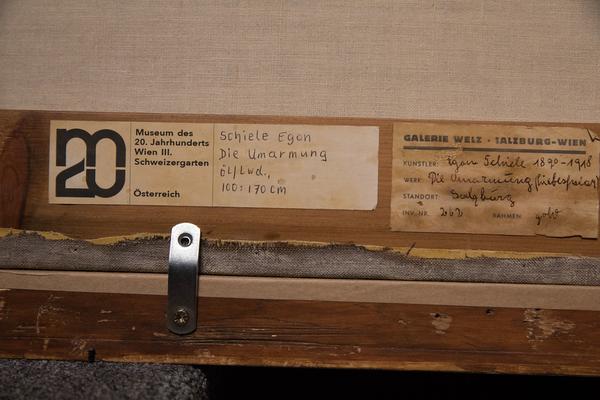 m
20
Museum des
20. Jahrhunderts
Wien III.
Schweizergarten
Österreich
Schiele Egon
Die Umarmung
Öl/Lwd.,
100:170 cm
GALERIE WELZ · SALZBURG-WIEN
KÜNSTLER: Egon Schiele 1890-1918
WERK: Die Umarmung (Liebespaar)
STANDORT: Salzburg
INV. NR. 262 RAHMEN gold